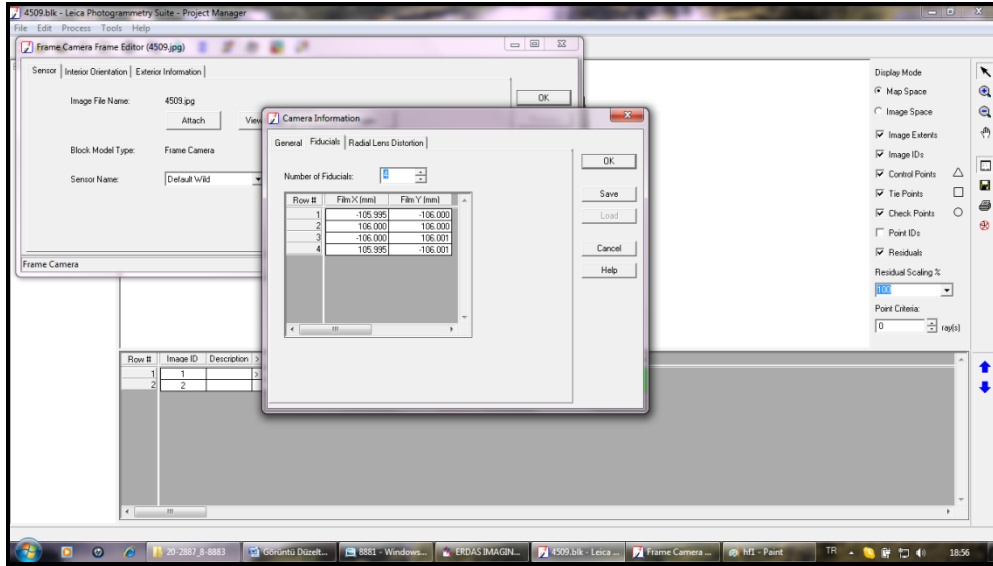 4509.blk - Leica Photogrammetry Suite - Project Manager
File Edit Process Tools Help
Frame Camera Frame Editor (4509.jpg)
Sensor Interior Orientation Exterior Information
Image File Name: 4509.jpg
OK
Attach
View
Block Model Type: Frame Camera
Sensor Name: Default Wild
Frame Camera
Camera Information
General Fiducials Radial Lens Distortion
Number of Fiducials: 4
Row # Film X (mm) Film Y (mm)
1 -105.995 -106.000
2 106.000 106.000
3 -106.000 106.001
4 105.995 -106.001
OK
Save
Load
Cancel
Help
Display Mode
Map Space
Image Space
Image Extents
Image IDs
Control Points
Tie Points
Check Points
Point IDs
Residuals
Residual Scaling %
100
Point Criteria:
0 ray(s)
Row # Image ID Description >
1 1 >
2 2
20-2887_8-8883 Görüntü Düzelt... 8881 - Windows... ERDAS IMAGIN... 4509.blk - Leica ... Frame Camera ... hf1 - Paint TR 18:56